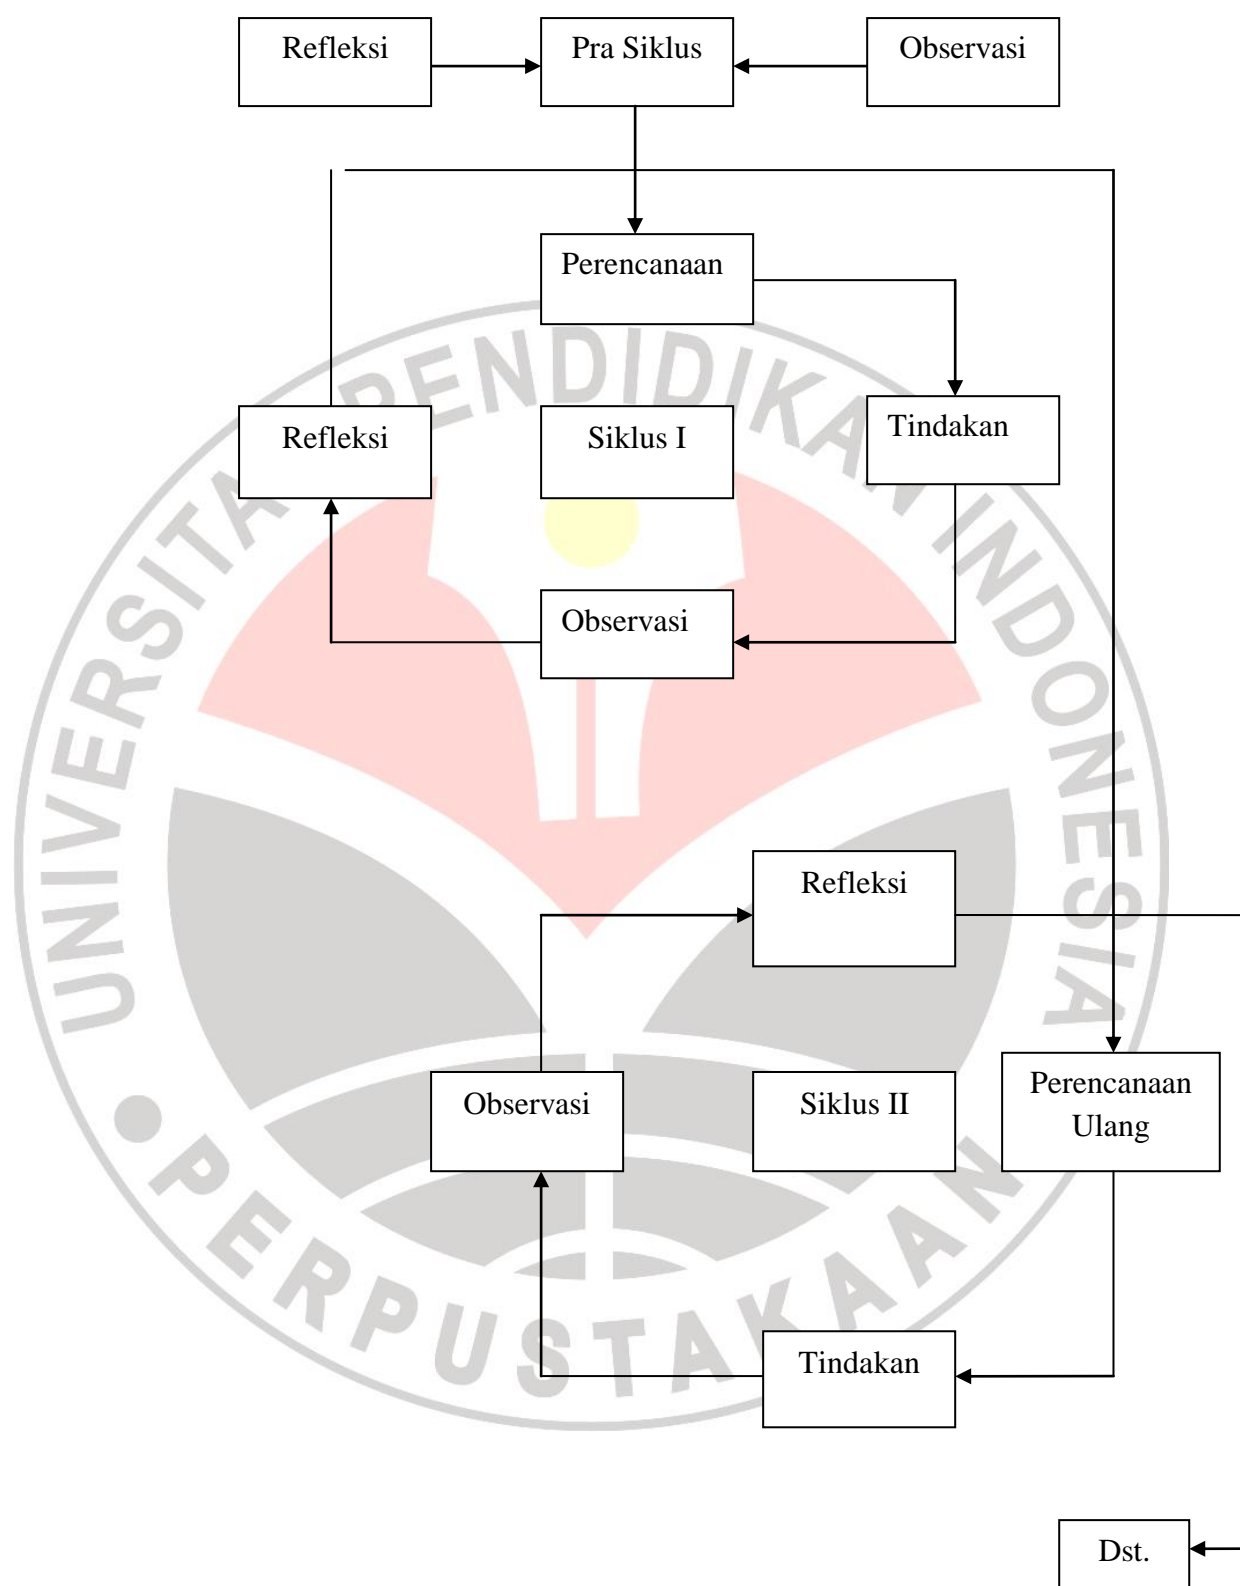 Refleksi
Pra Siklus
Observasi
Perencanaan
Refleksi
Siklus I
Tindakan
Observasi
Refleksi
Observasi
Siklus II
Perencanaan
Ulang
Tindakan
Dst.
UNIVERSITAS PENDIDIKAN INDONESIA
PERPUSTAKAAN